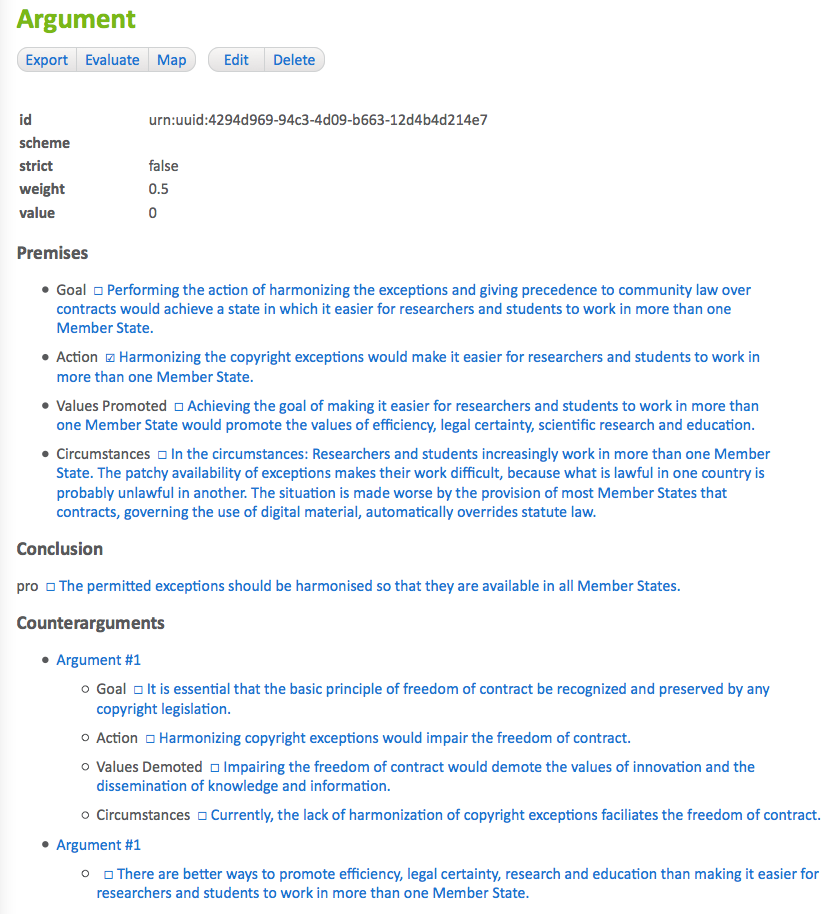 Argument
Export Evaluate Map Edit Delete
id urn:uuid:4294d969-94c3-4d09-b663-12d4b4d214e7
scheme
strict false
weight 0.5
value 0
Premises
• Goal ☐ Performing the action of harmonizing the exceptions and giving precedence to community law over
contracts would achieve a state in which it easier for researchers and students to work in more than one
Member State.
• Action ☑ Harmonizing the copyright exceptions would make it easier for researchers and students to work in
more than one Member State.
• Values Promoted ☐ Achieving the goal of making it easier for researchers and students to work in more than
one Member State would promote the values of efficiency, legal certainty, scientific research and education.
• Circumstances ☐ In the circumstances: Researchers and students increasingly work in more than one Member
State. The patchy availability of exceptions makes their work difficult, because what is lawful in one country is
probably unlawful in another. The situation is made worse by the provision of most Member States that
contracts, governing the use of digital material, automatically overrides statute law.
Conclusion
pro ☐ The permitted exceptions should be harmonised so that they are available in all Member States.
Counterarguments
• Argument #1
○ Goal ☐ It is essential that the basic principle of freedom of contract be recognized and preserved by any
copyright legislation.
○ Action ☐ Harmonizing copyright exceptions would impair the freedom of contract.
○ Values Demoted ☐ Impairing the freedom of contract would demote the values of innovation and the
dissemination of knowledge and information.
○ Circumstances ☐ Currently, the lack of harmonization of copyright exceptions faciliates the freedom of contract.
• Argument #1
○ ☐ There are better ways to promote efficiency, legal certainty, research and education than making it easier for
researchers and students to work in more than one Member State.